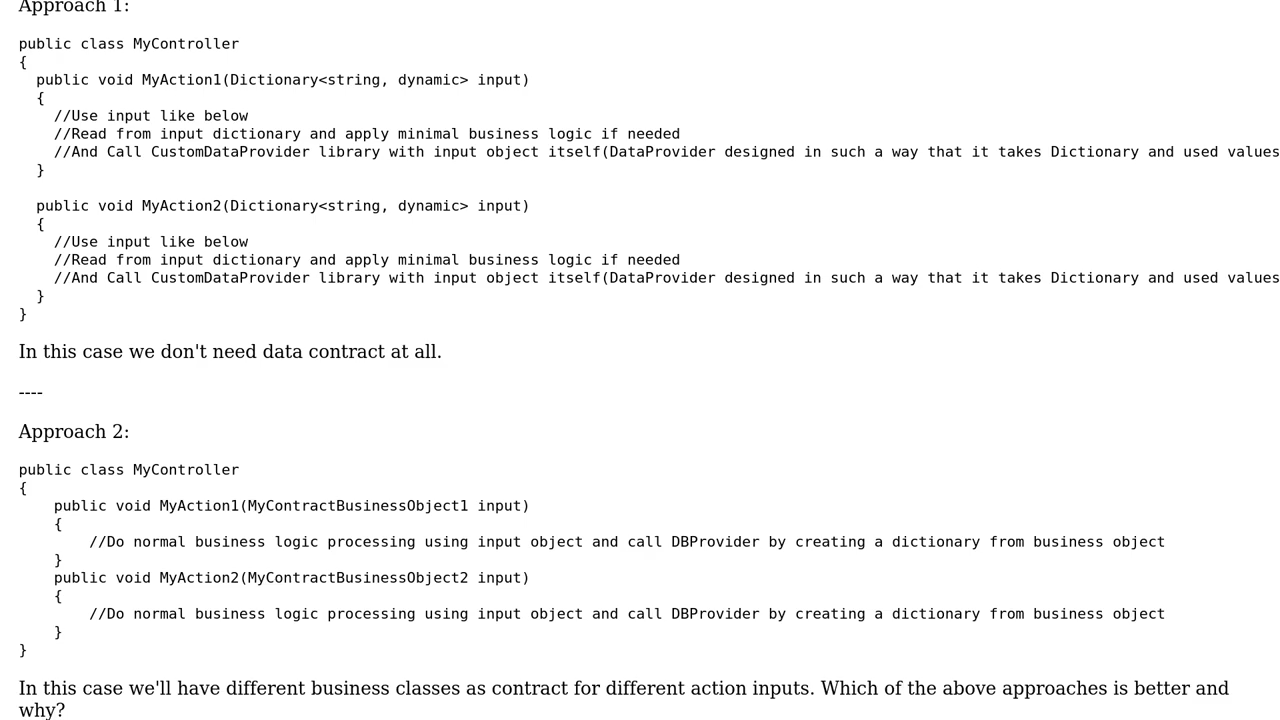 Approach 1:
public class MyController
{
  public void MyAction1(Dictionary<string, dynamic> input)
  {
    //Use input like below
    //Read from input dictionary and apply minimal business logic if needed
    //And Call CustomDataProvider library with input object itself(DataProvider designed in such a way that it takes Dictionary and used values
  }

  public void MyAction2(Dictionary<string, dynamic> input)
  {
    //Use input like below
    //Read from input dictionary and apply minimal business logic if needed
    //And Call CustomDataProvider library with input object itself(DataProvider designed in such a way that it takes Dictionary and used values
  }
}
In this case we don't need data contract at all.
----
Approach 2:
public class MyController
{
    public void MyAction1(MyContractBusinessObject1 input)
    {
        //Do normal business logic processing using input object and call DBProvider by creating a dictionary from business object
    }
    public void MyAction2(MyContractBusinessObject2 input)
    {
        //Do normal business logic processing using input object and call DBProvider by creating a dictionary from business object
    }
}
In this case we'll have different business classes as contract for different action inputs. Which of the above approaches is better and
why?